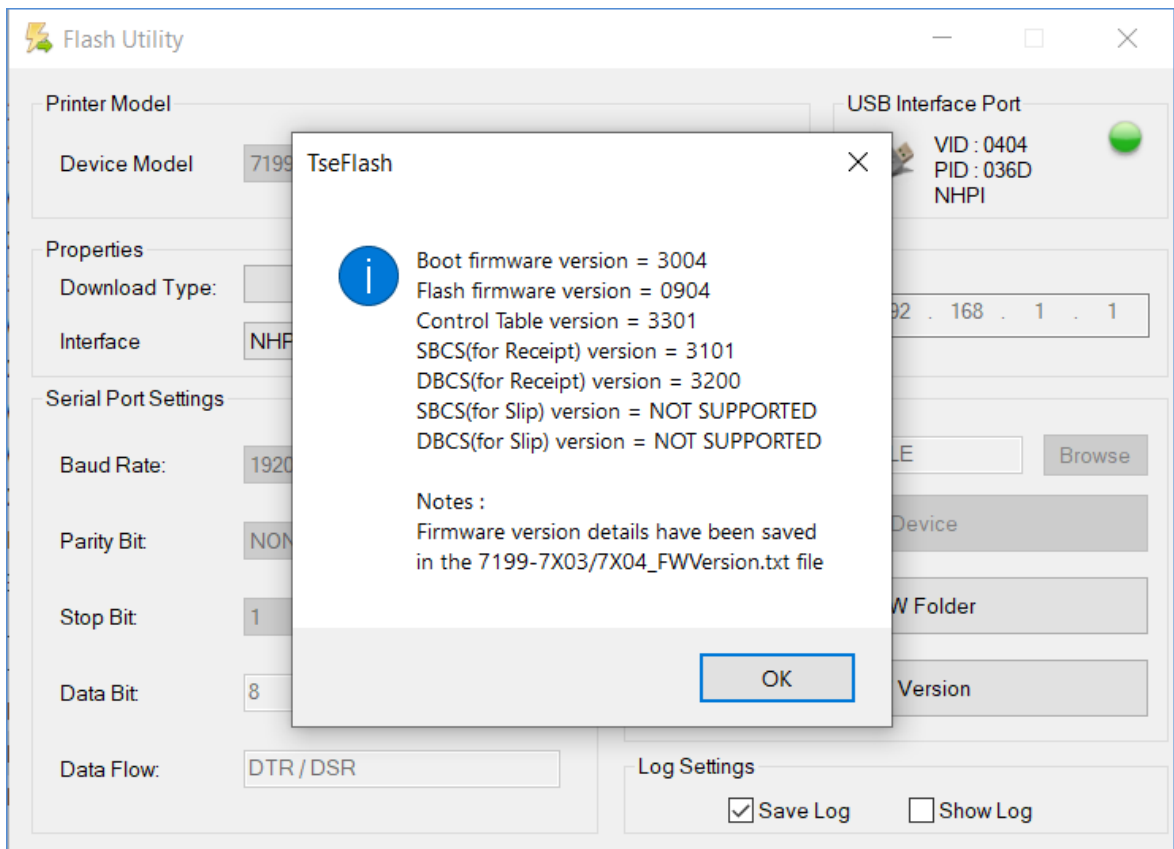 Flash Utility
Printer Model
Device Model
7199
USB Interface Port
VID : 0404
PID : 036D
NHPI
TseFlash
Boot firmware version = 3004
Flash firmware version = 0904
Control Table version = 3301
SBCS(for Receipt) version = 3101
DBCS(for Receipt) version = 3200
SBCS(for Slip) version = NOT SUPPORTED
DBCS(for Slip) version = NOT SUPPORTED
Notes :
Firmware version details have been saved
in the 7199-7X03/7X04_FWVersion.txt file
OK
Properties
Download Type:
Interface
92 . 168 . 1 . 1
Serial Port Settings
Baud Rate:
1920
Parity Bit:
Stop Bit:
1
Data Bit:
8
Data Flow:
DTR / DSR
Browse
Device
Folder
Version
Log Settings
Save Log
Show Log